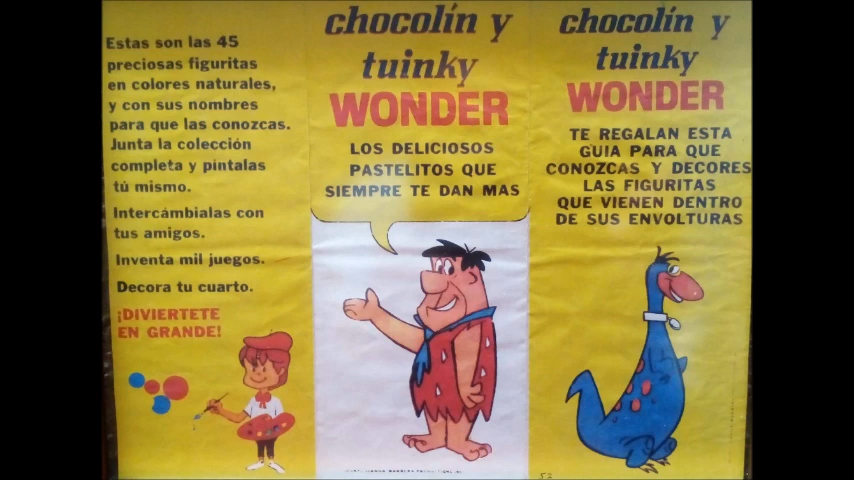 Estas son las 45
preciosas figuritas
en colores naturales,
y con sus nombres
para que las conozcas.
Junta la colección
completa y píntalas
tú mismo.
Intercámbialas con
tus amigos.
Inventa mil juegos.
Decora tu cuarto.
¡DIVIERTETE
EN GRANDE!
chocolín y
tuinky
WONDER
LOS DELICIOSOS
PASTELITOS QUE
SIEMPRE TE DAN MAS
chocolín y
tuinky
WONDER
TE REGALAN ESTA
GUIA PARA QUE
CONOZCAS Y DECORES
LAS FIGURITAS
QUE VIENEN DENTRO
DE SUS ENVOLTURAS